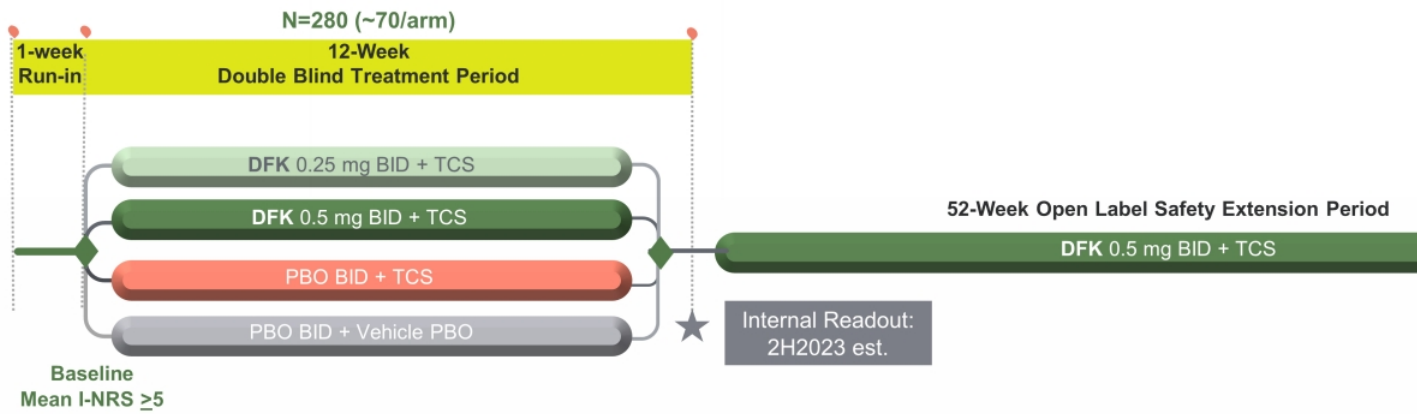 N=280 (~70/arm)
1-week
Run-in
12-Week
Double Blind Treatment Period
DFK 0.25 mg BID + TCS
DFK 0.5 mg BID + TCS
PBO BID + TCS
PBO BID + Vehicle PBO
52-Week Open Label Safety Extension Period
DFK 0.5 mg BID + TCS
Internal Readout:
2H2023 est.
Baseline
Mean I-NRS ≥5